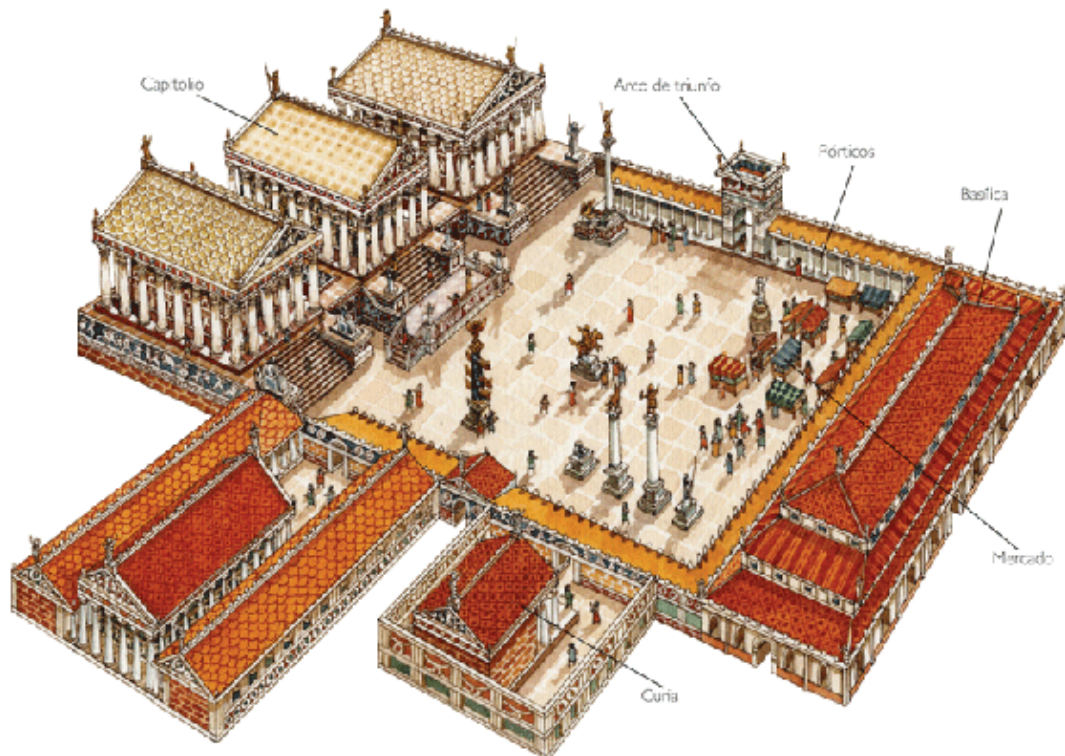 Capitolio
Arco de triunfo
Pórticos
Basílica
Mercado
Curia